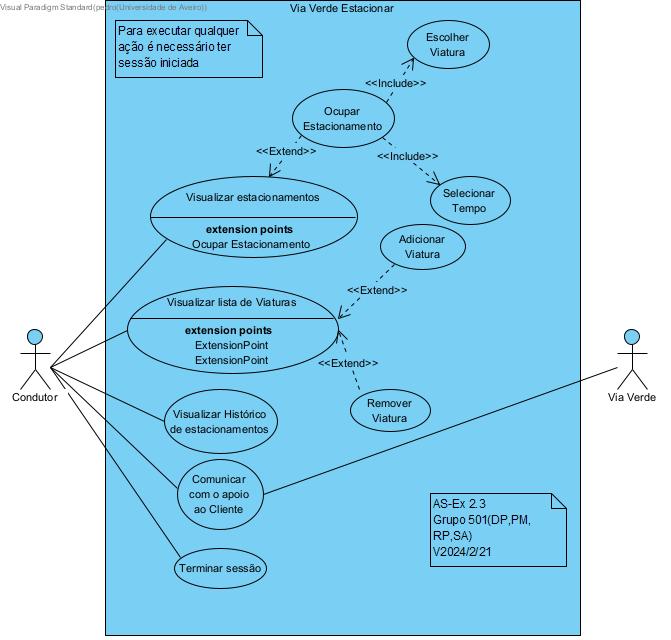 Visual Paradigm Standard(pedro(Universidade de Aveiro))
Via Verde Estacionar
Para executar qualquer
ação é necessário ter
sessão iniciada
Escolher
Viatura
<<Include>>
Ocupar
Estacionamento
<<Extend>>
<<Include>>
Visualizar estacionamentos
extension points
Ocupar Estacionamento
Selecionar
Tempo
Adicionar
Viatura
<<Extend>>
Visualizar lista de Viaturas
extension points
ExtensionPoint
ExtensionPoint
<<Extend>>
Condutor
Via Verde
Remover
Viatura
Visualizar Histórico
de estacionamentos
Comunicar
com o apoio
ao Cliente
AS-Ex 2.3
Grupo 501(DP,PM,
RP,SA)
V2024/2/21
Terminar sessão